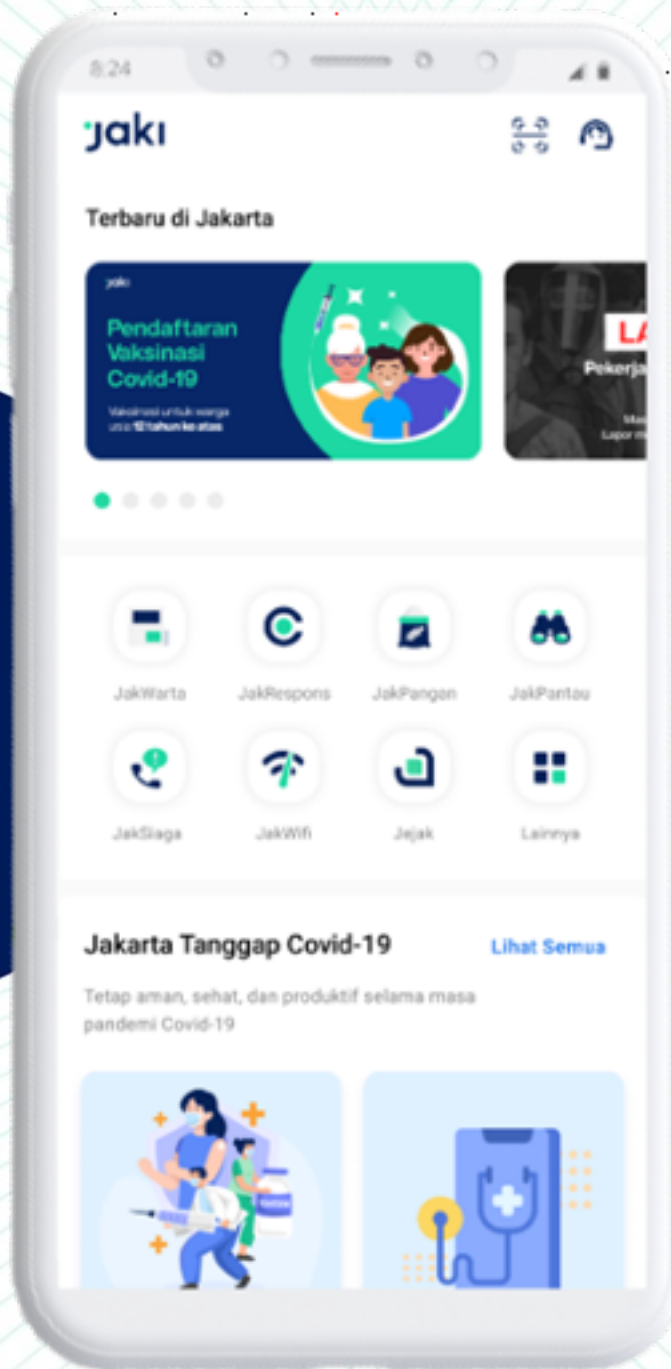 8:24
jaki
Terbaru di Jakarta
jaki
Pendaftaran
Vaksinasi
Covid-19
Vaksinasi untuk warga
usia 12 tahun ke atas
LA
Pekerja
Lapor
JakWarta JakRespons JakPangan JakPantau
JakSiaga JakWifi Jejak Lainnya
Jakarta Tanggap Covid-19 Lihat Semua
Tetap aman, sehat, dan produktif selama masa
pandemi Covid-19